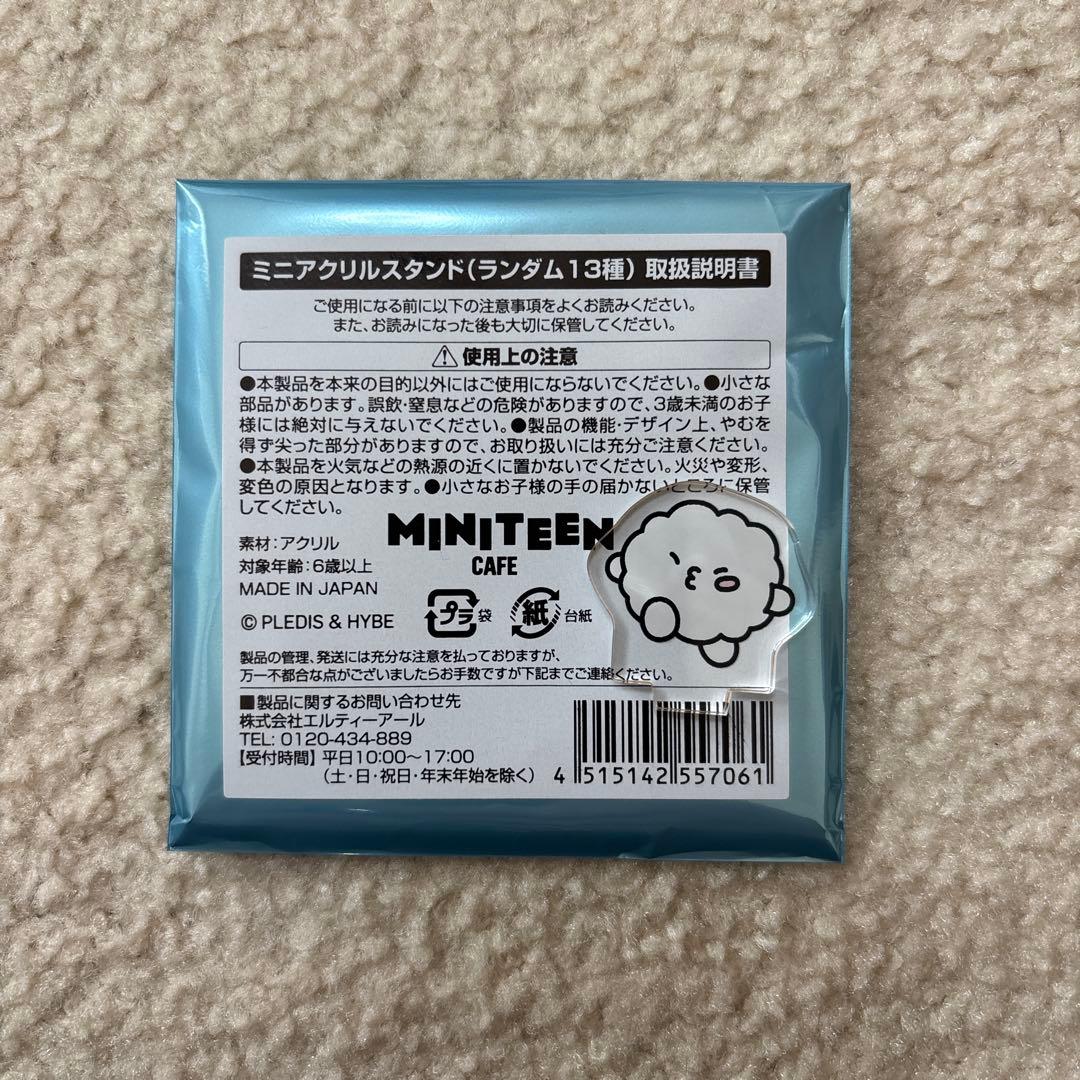 ミニアクリルスタンド(ランダム13種) 取扱説明書
ご使用になる前に以下の注意事項をよくお読みください。
また、お読みになった後も大切に保管してください。
使用上の注意
●本製品を本来の目的以外にはご使用にならないでください。●小さな
部品があります。誤飲・窒息などの危険がありますので、3歳未満のお子
様には絶対に与えないでください。●製品の機能・デザイン上、やむを
得ず尖った部分がありますので、お取り扱いには充分ご注意ください。
●本製品を火気などの熱源の近くに置かないでください。火災や変形、
変色の原因となります。●小さなお子様の手の届かないところに保管
してください。
MINITEEN
CAFE
素材:アクリル
対象年齢:6歳以上
MADE IN JAPAN
© PLEDIS & HYBE
プラ 袋
紙 台紙
製品の管理、発送には充分な注意を払っておりますが、
万一不都合な点がございましたらお手数ですが下記までご連絡ください。
■製品に関するお問い合わせ先
株式会社エルティーアール
TEL: 0120-434-889
【受付時間】平日10:00〜17:00
(土・日・祝日・年末年始を除く)
4 515142 557061